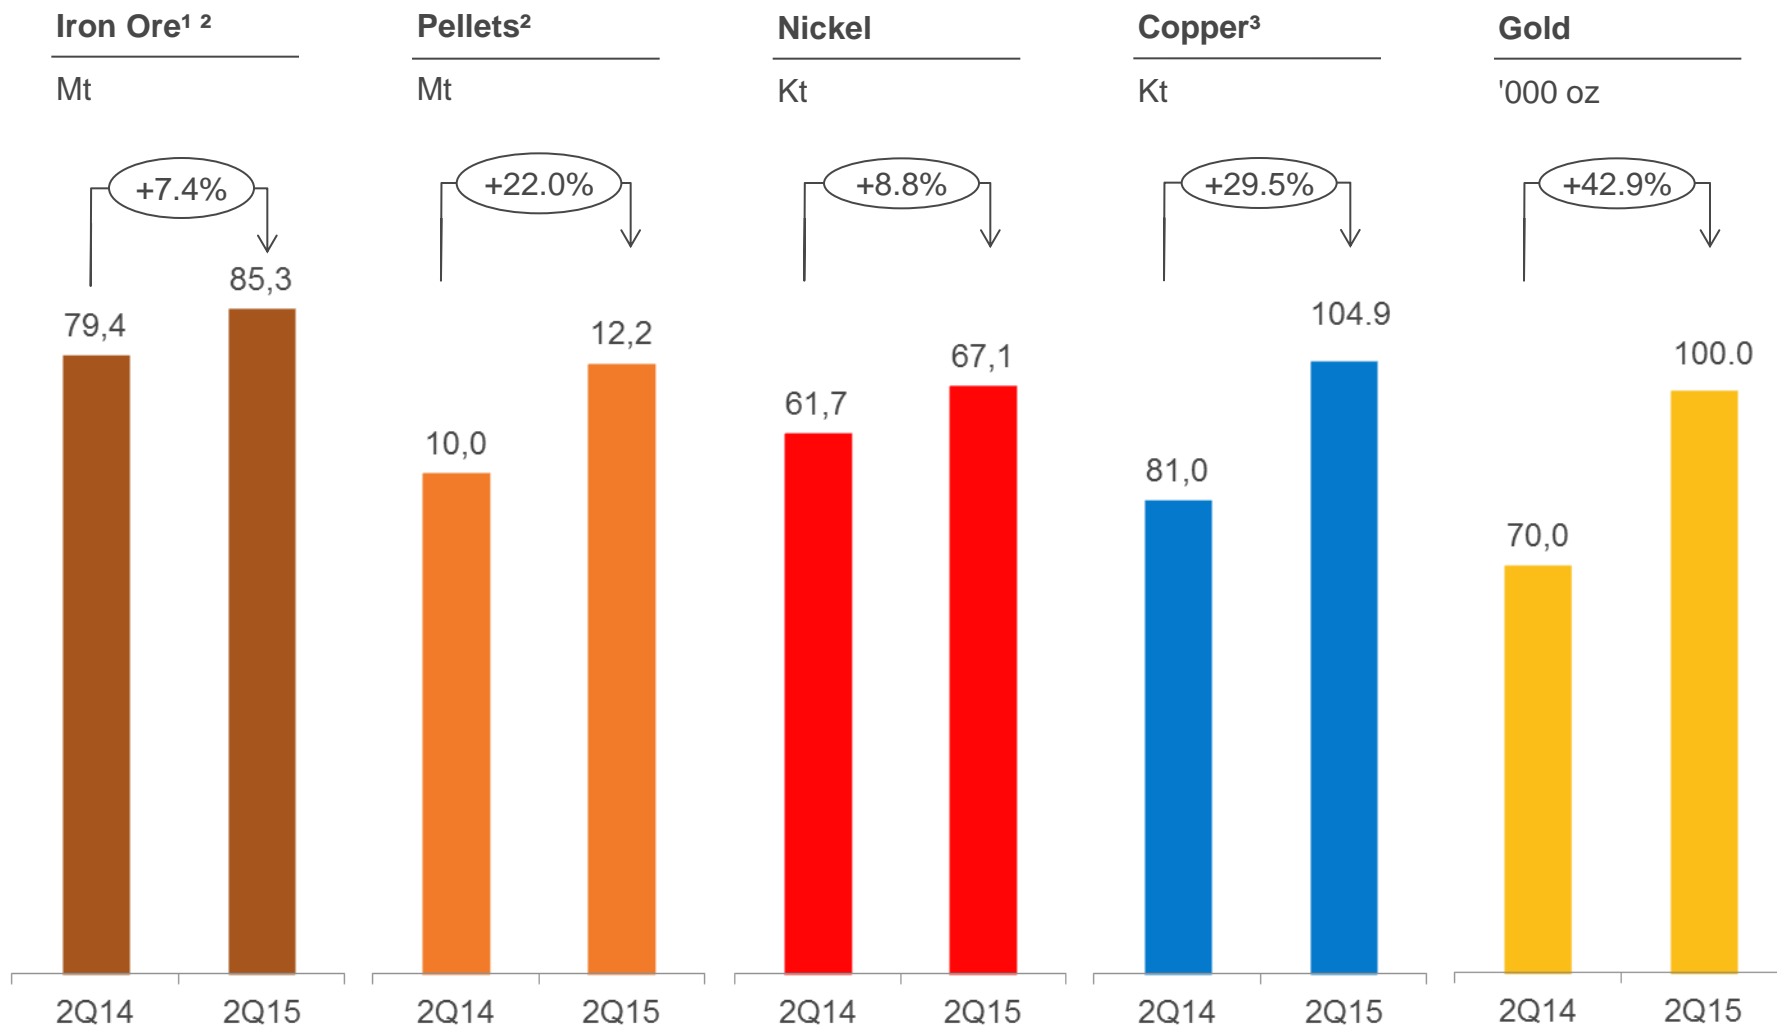 Iron Ore¹ ²
Mt
+7.4%
79,4
85,3
2Q14
2Q15
Pellets²
Mt
+22.0%
10,0
12,2
2Q14
2Q15
Nickel
Kt
+8.8%
61,7
67,1
2Q14
2Q15
Copper³
Kt
+29.5%
81,0
104.9
2Q14
2Q15
Gold
'000 oz
+42.9%
70,0
100.0
2Q14
2Q15